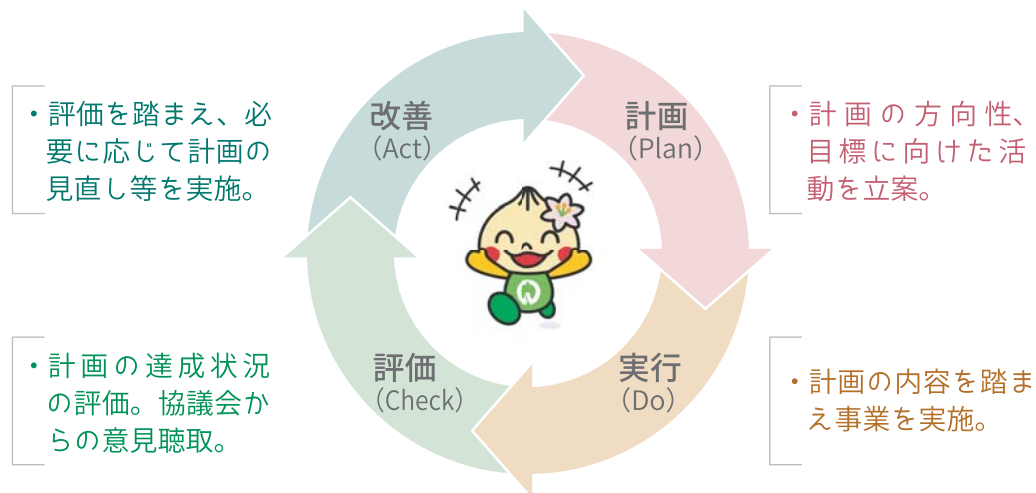 改善
(Act)
・評価を踏まえ、必
要に応じて計画の
見直し等を実施。
計画
(Plan)
・計画の方向性、
目標に向けた活
動を立案。
評価
(Check)
・計画の達成状況
の評価。協議会か
らの意見聴取。
実行
(Do)
・計画の内容を踏ま
え事業を実施。